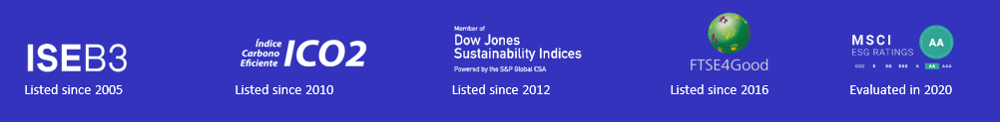 ISEB3
Listed since 2005
Índice
Carbono
Eficiente
ICO2
Listed since 2010
Member of
Dow Jones
Sustainability Indices
Powered by the S&P Global CSA
Listed since 2012
FTSE4Good
Listed since 2016
MSCI
ESG RATINGS
AA
CCC B BB BBB A AA AAA
Evaluated in 2020